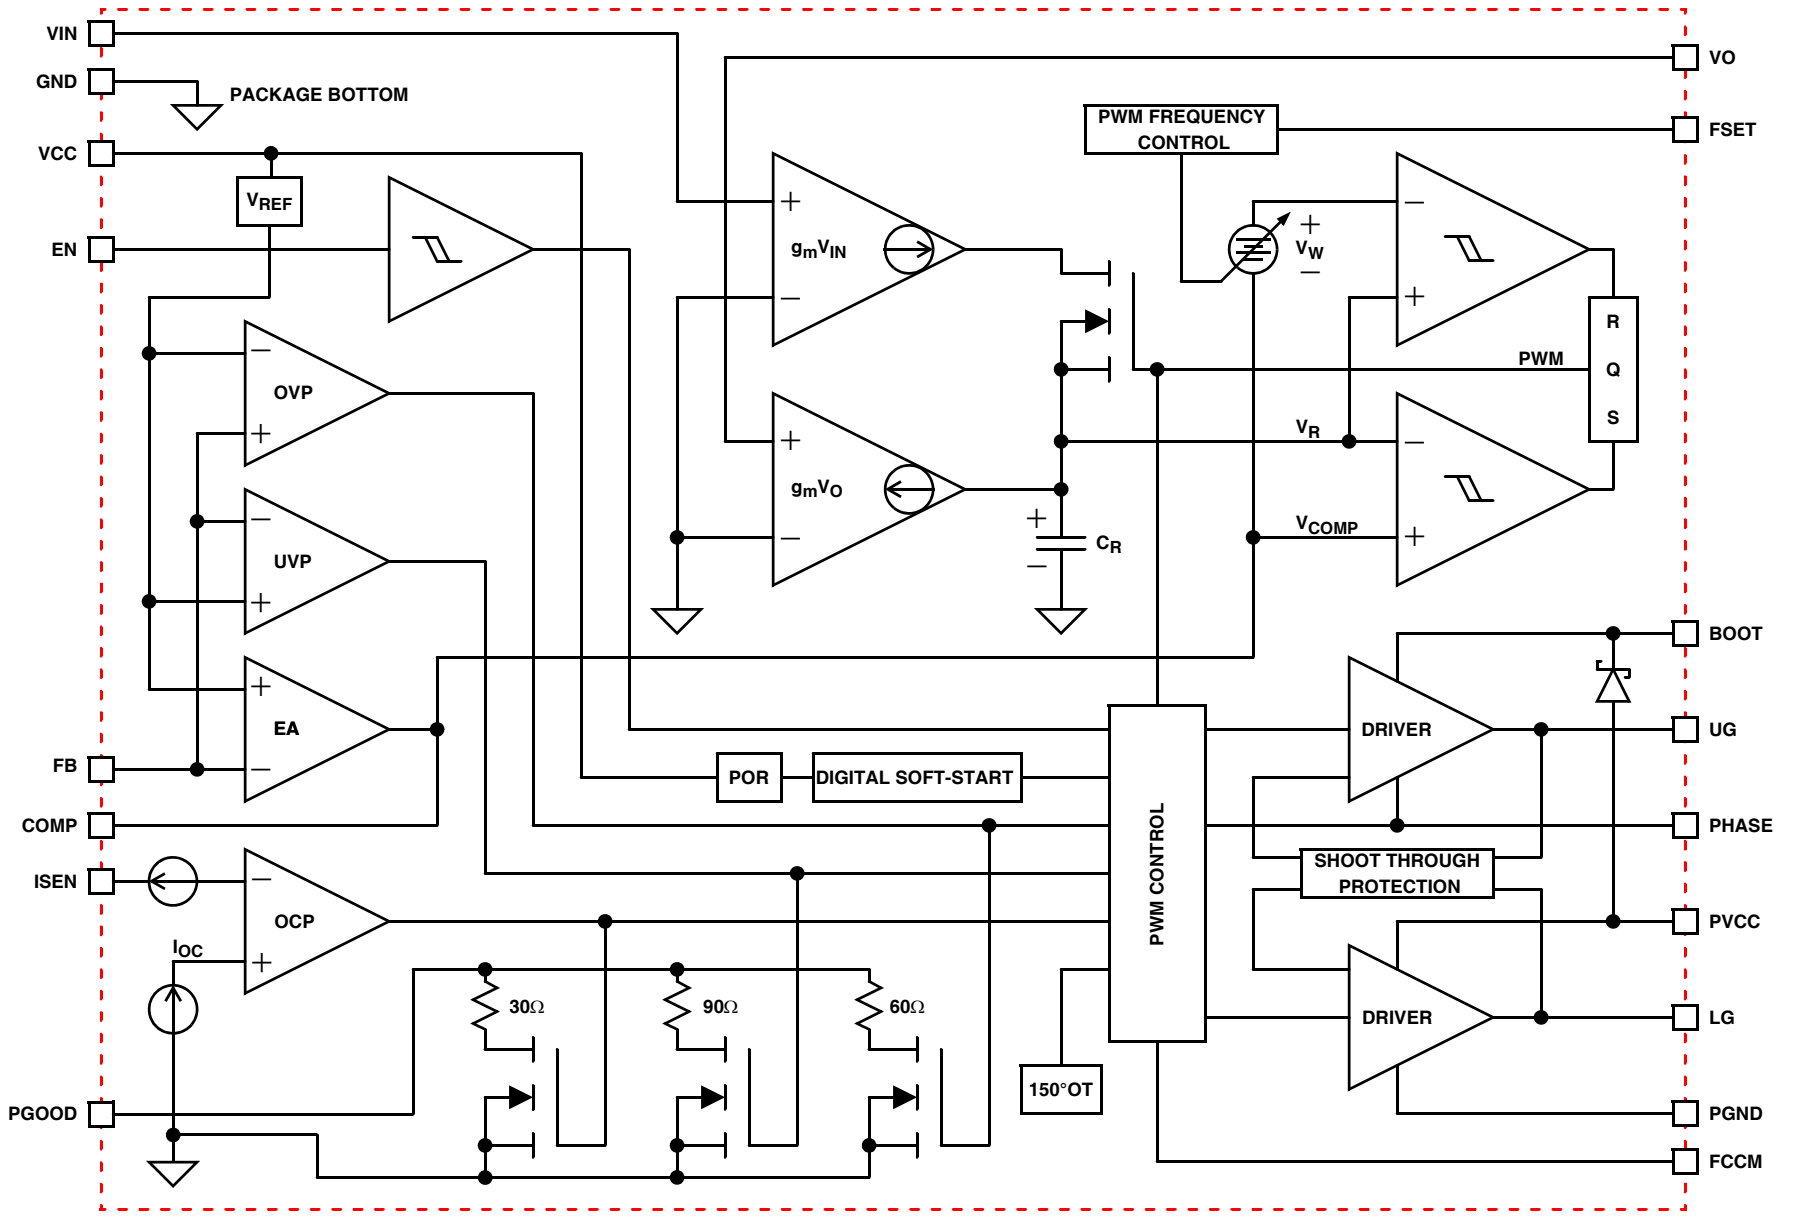 VIN
VO
GND
PACKAGE BOTTOM
PWM FREQUENCY
CONTROL
FSET
VCC
VREF
+
−
EN
gmVIN
+
VW
−
−
+
R
Q
S
PWM
−
OVP
+
+
gmVO
−
VR
−
VCOMP
+
+
CR
−
−
UVP
+
+
EA
−
FB
COMP
BOOT
DRIVER
UG
POR
DIGITAL SOFT-START
PWM CONTROL
PHASE
SHOOT THROUGH
PROTECTION
ISEN
−
OCP
+
IOC
PVCC
30Ω
90Ω
60Ω
DRIVER
LG
150°OT
PGOOD
PGND
FCCM